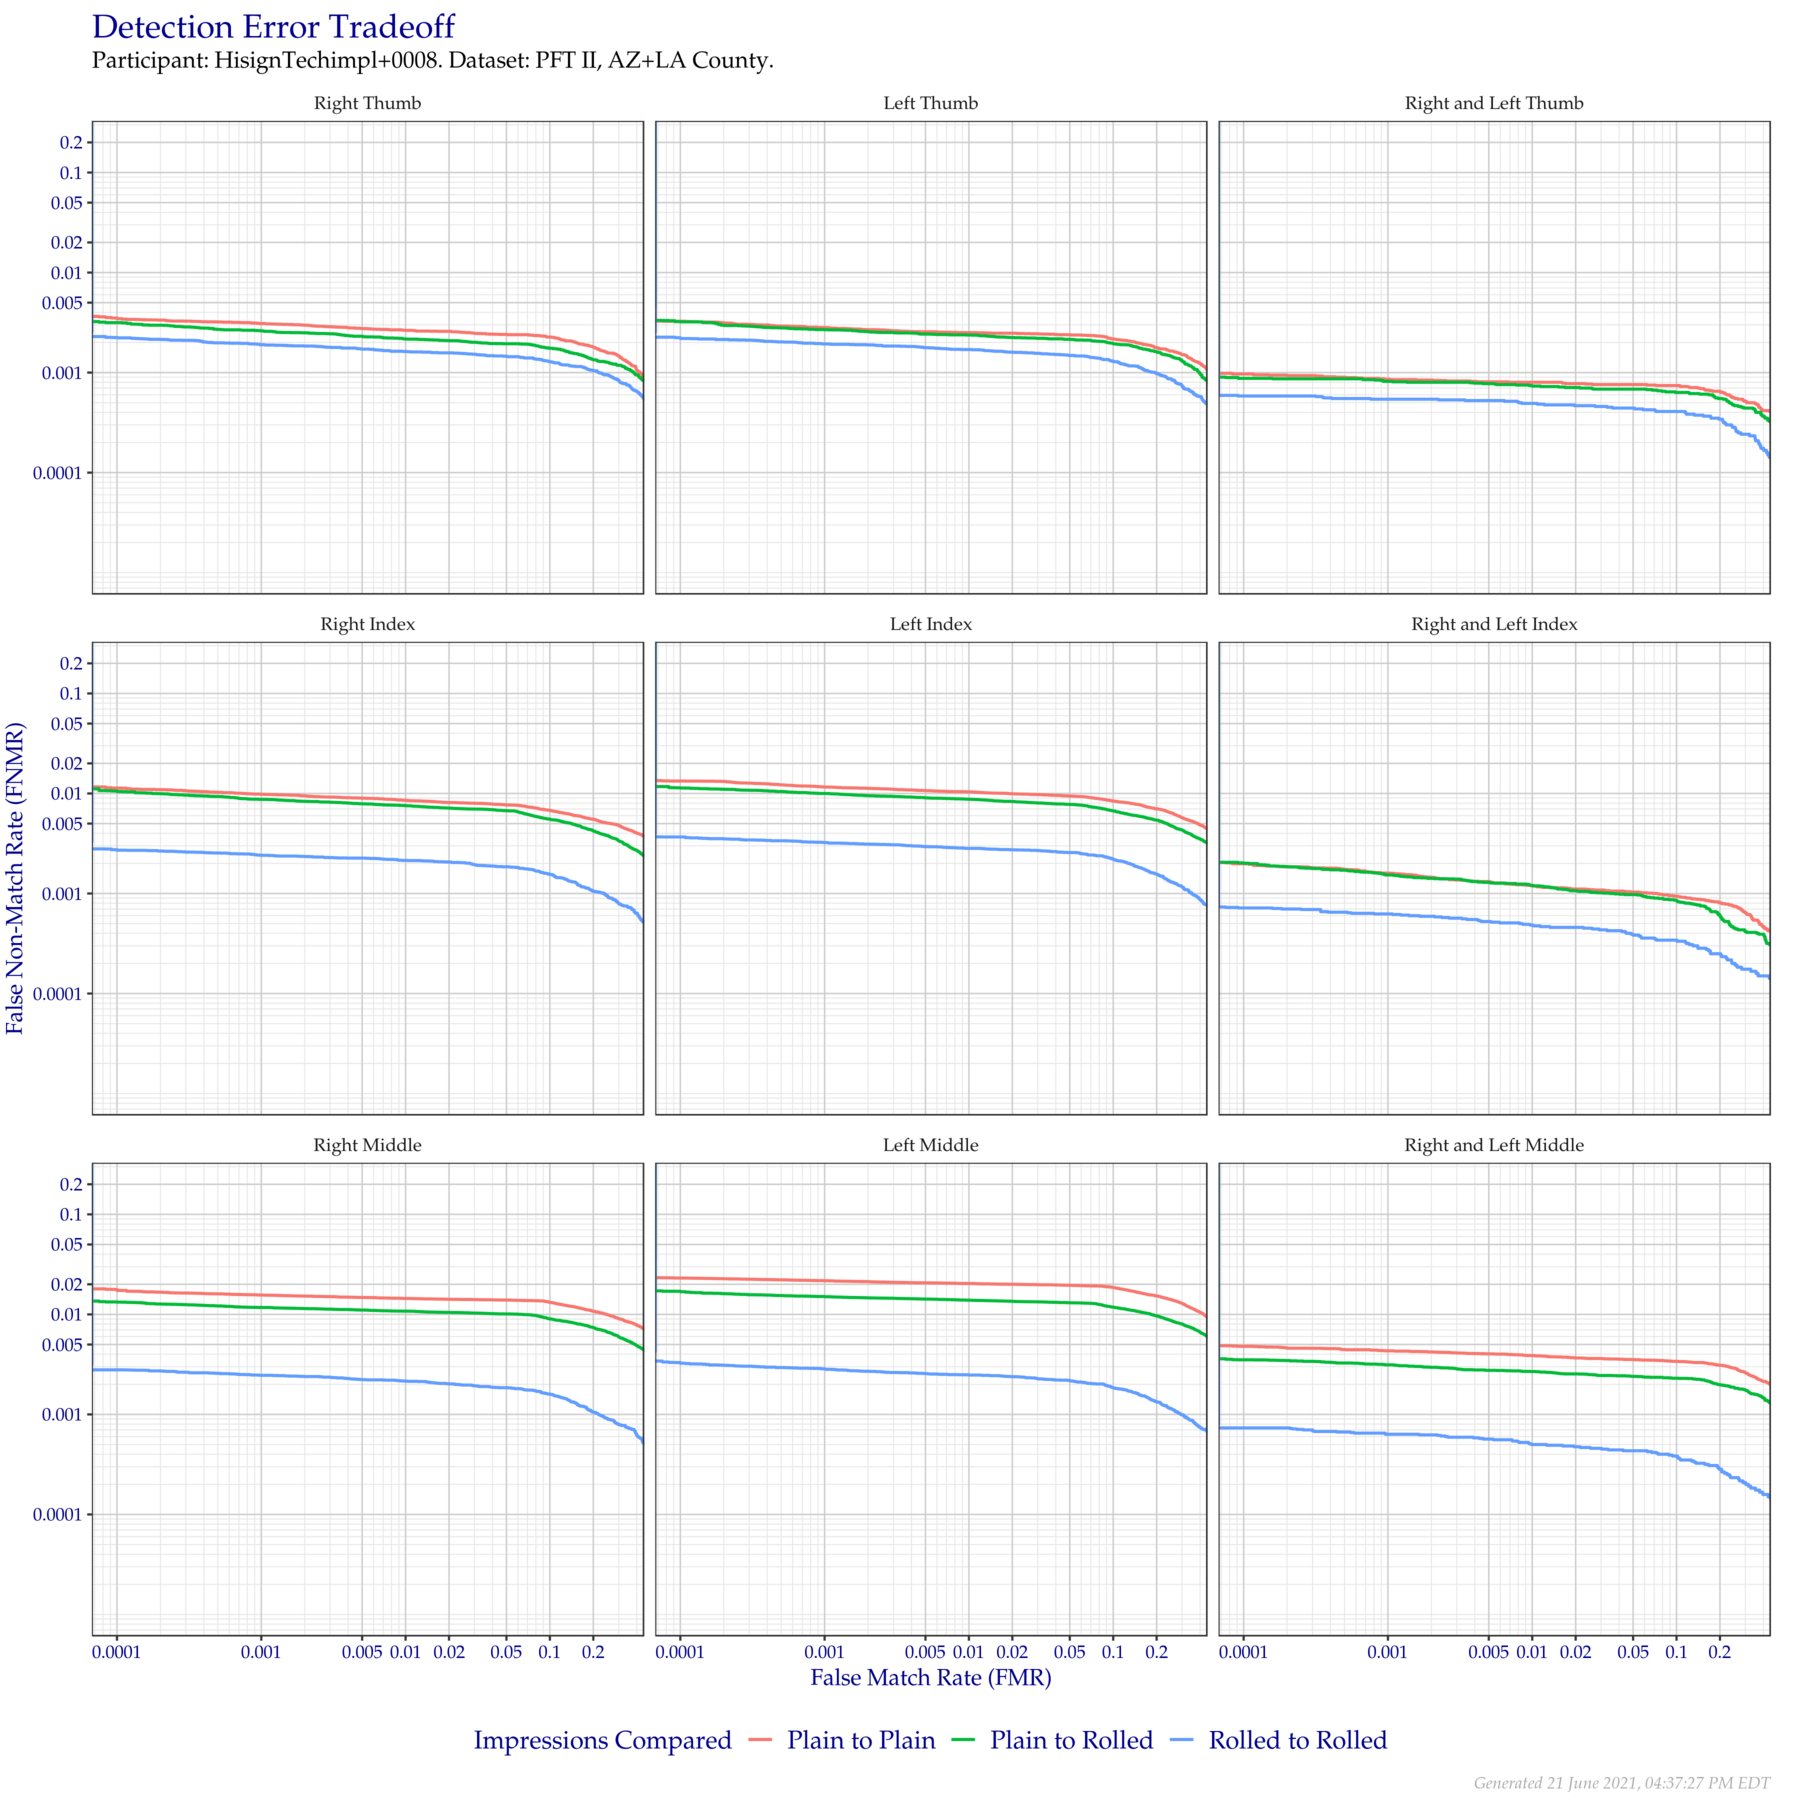 Detection Error Tradeoff
Participant: HisignTechimpl+0008. Dataset: PFT II, AZ+LA County.
Right Thumb
Left Thumb
Right and Left Thumb
0.2
0.1
0.05
0.02
0.01
0.005
0.001
0.0001
Right Index
Left Index
Right and Left Index
0.2
0.1
0.05
0.02
0.01
0.005
0.001
0.0001
False Non-Match Rate (FNMR)
Right Middle
Left Middle
Right and Left Middle
0.2
0.1
0.05
0.02
0.01
0.005
0.001
0.0001
0.0001 0.001 0.005 0.01 0.02 0.05 0.1 0.2
0.0001 0.001 0.005 0.01 0.02 0.05 0.1 0.2
0.0001 0.001 0.005 0.01 0.02 0.05 0.1 0.2
False Match Rate (FMR)
Impressions Compared Plain to Plain Plain to Rolled Rolled to Rolled
Generated 21 June 2021, 04:37:27 PM EDT